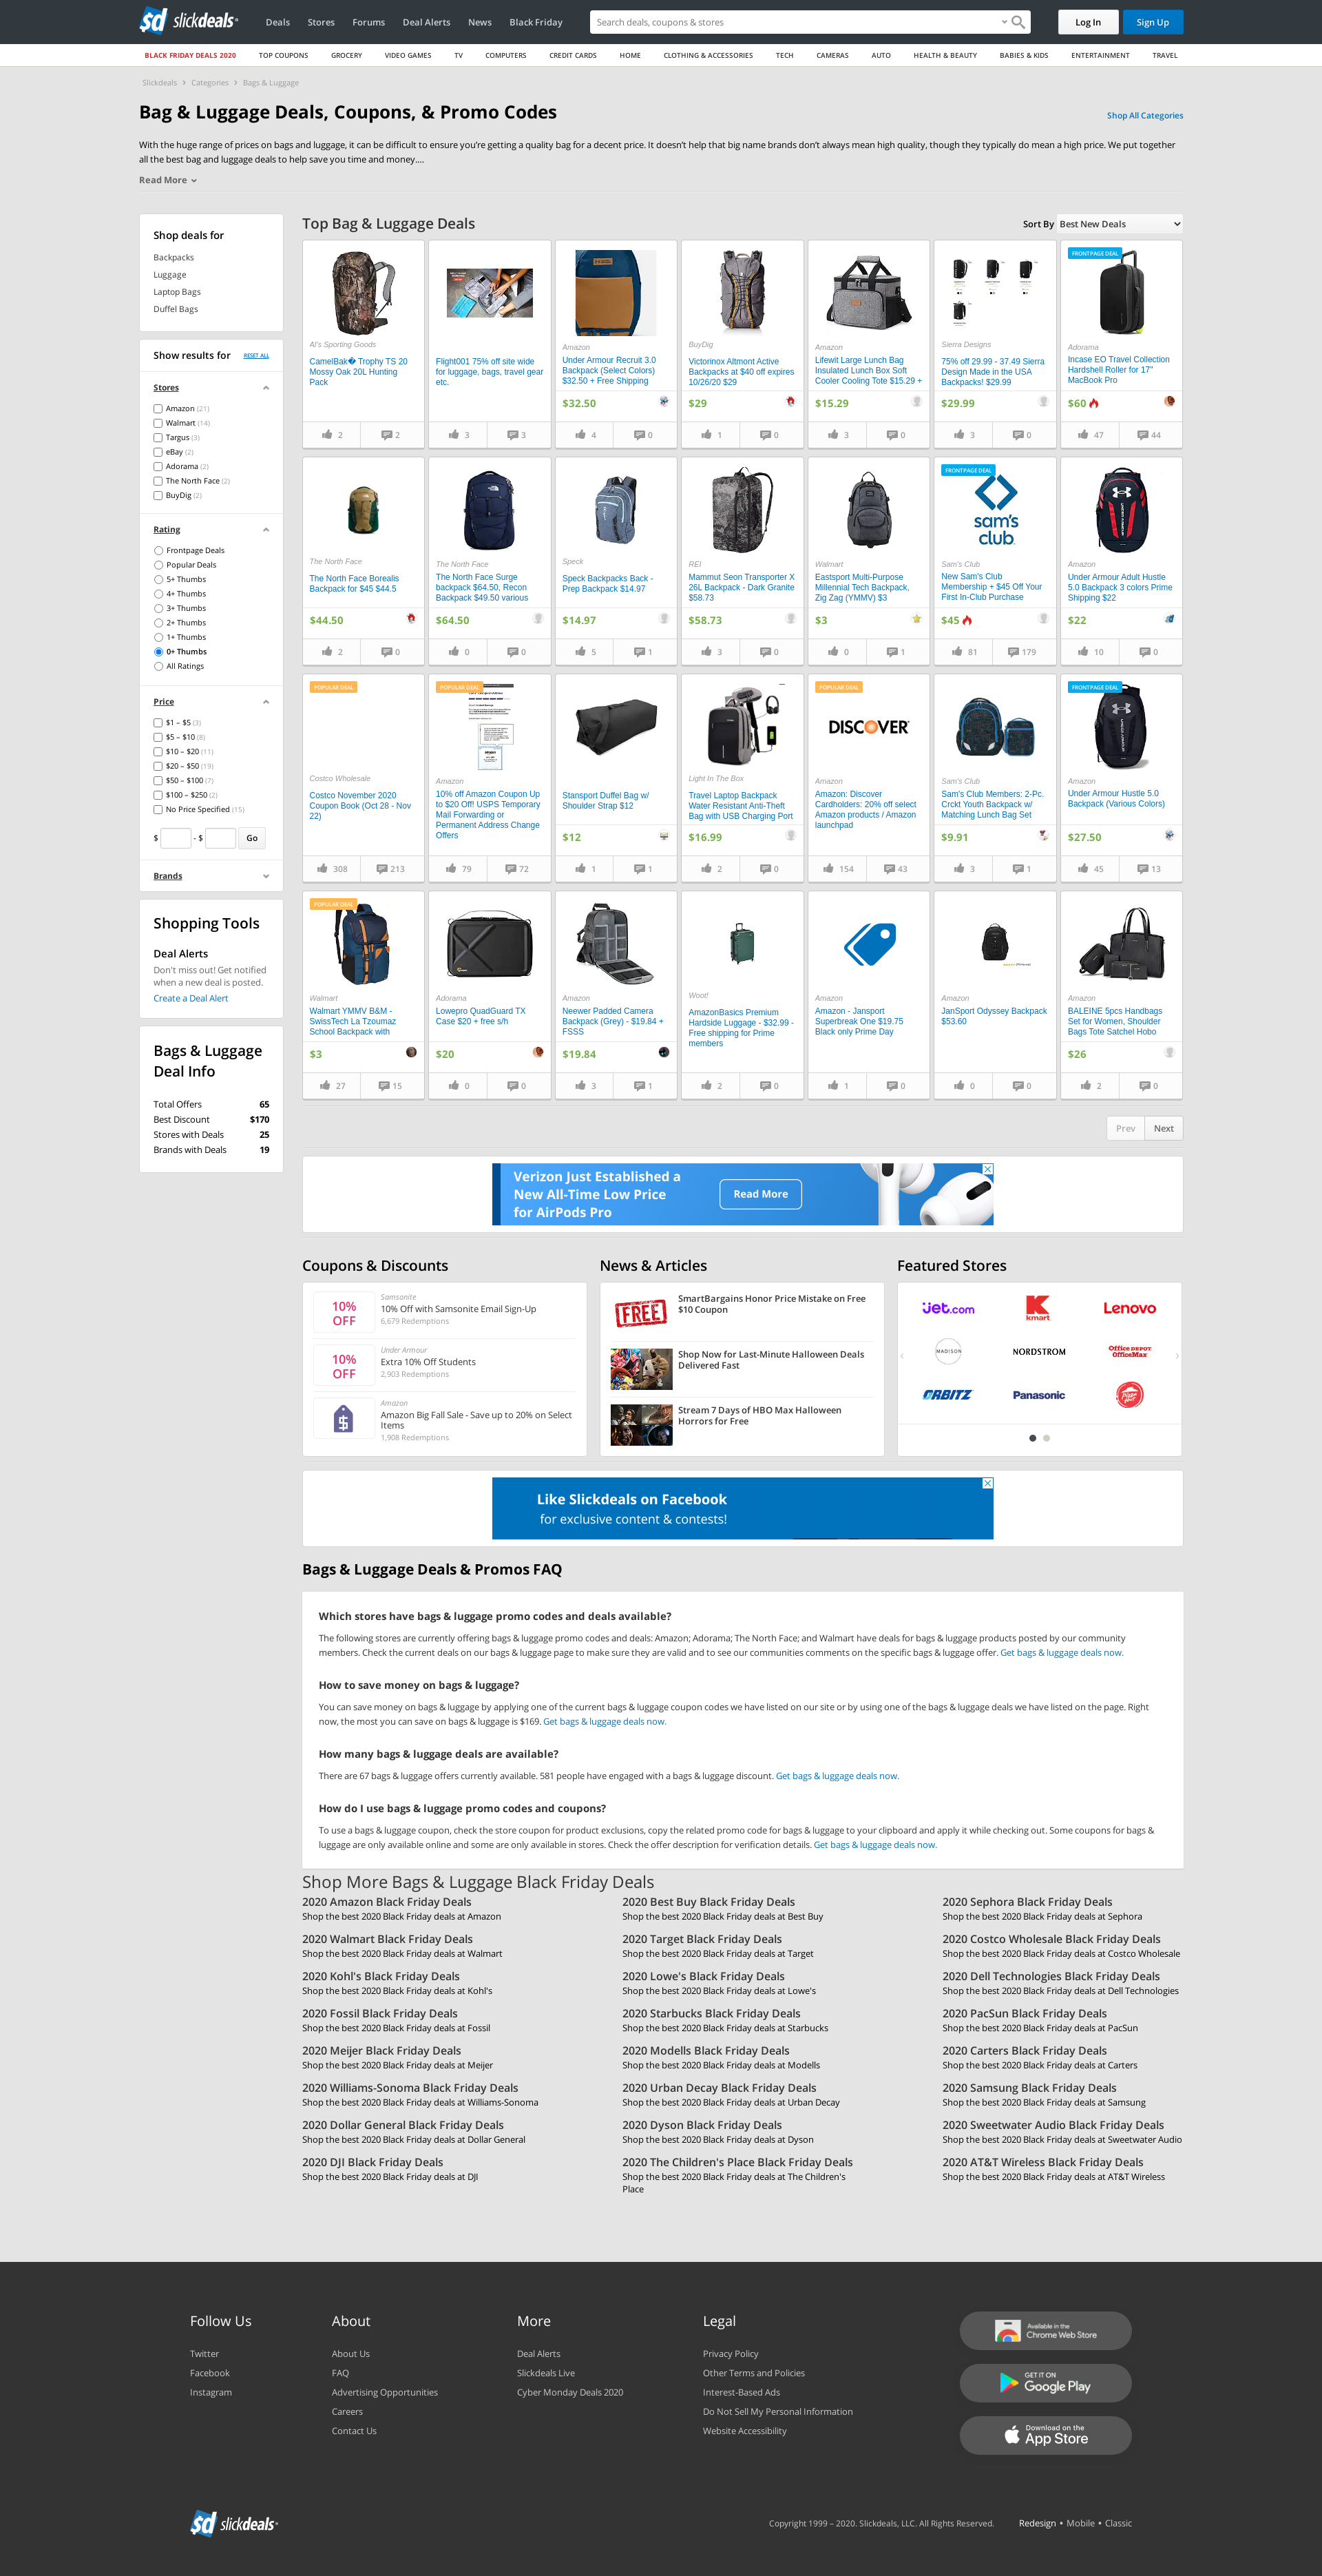 sd slickdeals
Deals
Stores
Forums
Deal Alerts
News
Black Friday
Search deals, coupons & stores
Log In
Sign Up
BLACK FRIDAY DEALS 2020
TOP COUPONS
GROCERY
VIDEO GAMES
TV
COMPUTERS
CREDIT CARDS
HOME
CLOTHING & ACCESSORIES
TECH
CAMERAS
AUTO
HEALTH & BEAUTY
BABIES & KIDS
ENTERTAINMENT
TRAVEL
Slickdeals › Categories › Bags & Luggage
Bag & Luggage Deals, Coupons, & Promo Codes
Shop All Categories
With the huge range of prices on bags and luggage, it can be difficult to ensure you're getting a quality bag for a decent price. It doesn't help that big name brands don't always mean high quality, though they typically do mean a high price. We put together
all the best bag and luggage deals to help save you time and money....
Read More
Shop deals for
Backpacks
Luggage
Laptop Bags
Duffel Bags
Show results for
RESET ALL
Stores
Amazon (21)
Walmart (14)
Targus (3)
eBay (2)
Adorama (2)
The North Face (2)
BuyDig (2)
Rating
Frontpage Deals
Popular Deals
5+ Thumbs
4+ Thumbs
3+ Thumbs
2+ Thumbs
1+ Thumbs
0+ Thumbs
All Ratings
Price
$1 – $5 (3)
$5 – $10 (8)
$10 – $20 (11)
$20 – $50 (19)
$50 – $100 (7)
$100 – $250 (2)
No Price Specified (15)
$ - $ Go
Brands
Shopping Tools
Deal Alerts
Don't miss out! Get notified
when a new deal is posted.
Create a Deal Alert
Bags & Luggage
Deal Info
Total Offers 65
Best Discount $170
Stores with Deals 25
Brands with Deals 19
Top Bag & Luggage Deals
Sort By Best New Deals
Al's Sporting Goods
CamelBak� Trophy TS 20
Mossy Oak 20L Hunting
Pack
2 2
Flight001 75% off site wide
for luggage, bags, travel gear
etc.
3 3
Amazon
Under Armour Recruit 3.0
Backpack (Select Colors)
$32.50 + Free Shipping
$32.50
4 0
BuyDig
Victorinox Altmont Active
Backpacks at $40 off expires
10/26/20 $29
$29
1 0
Amazon
Lifewit Large Lunch Bag
Insulated Lunch Box Soft
Cooler Cooling Tote $15.29 +
$15.29
3 0
Sierra Designs
75% off 29.99 - 37.49 Sierra
Design Made in the USA
Backpacks! $29.99
$29.99
3 0
FRONTPAGE DEAL
Adorama
Incase EO Travel Collection
Hardshell Roller for 17"
MacBook Pro
$60
47 44
The North Face
The North Face Borealis
Backpack for $45 $44.5
$44.50
2 0
The North Face
The North Face Surge
backpack $64.50, Recon
Backpack $49.50 various
$64.50
0 0
Speck
Speck Backpacks Back -
Prep Backpack $14.97
$14.97
5 1
REI
Mammut Seon Transporter X
26L Backpack - Dark Granite
$58.73
$58.73
3 0
Walmart
Eastsport Multi-Purpose
Millennial Tech Backpack,
Zig Zag (YMMV) $3
$3
0 1
FRONTPAGE DEAL
sam's
club
Sam's Club
New Sam's Club
Membership + $45 Off Your
First In-Club Purchase
$45
81 179
Amazon
Under Armour Adult Hustle
5.0 Backpack 3 colors Prime
Shipping $22
$22
10 0
POPULAR DEAL
Costco Wholesale
Costco November 2020
Coupon Book (Oct 28 - Nov
22)
308 213
POPULAR DEAL
Amazon
10% off Amazon Coupon Up
to $20 Off! USPS Temporary
Mail Forwarding or
Permanent Address Change
Offers
79 72
Stansport Duffel Bag w/
Shoulder Strap $12
$12
1 1
Light In The Box
Travel Laptop Backpack
Water Resistant Anti-Theft
Bag with USB Charging Port
$16.99
2 0
POPULAR DEAL
DISCOVER
Amazon
Amazon: Discover
Cardholders: 20% off select
Amazon products / Amazon
launchpad
154 43
Sam's Club
Sam's Club Members: 2-Pc.
Crckt Youth Backpack w/
Matching Lunch Bag Set
$9.91
3 1
FRONTPAGE DEAL
Amazon
Under Armour Hustle 5.0
Backpack (Various Colors)
$27.50
45 13
POPULAR DEAL
Walmart
Walmart YMMV B&M -
SwissTech La Tzoumaz
School Backpack with
$3
27 15
Adorama
Lowepro QuadGuard TX
Case $20 + free s/h
$20
0 0
Amazon
Neewer Padded Camera
Backpack (Grey) - $19.84 +
FSSS
$19.84
3 1
Woot!
AmazonBasics Premium
Hardside Luggage - $32.99 -
Free shipping for Prime
members
2 0
Amazon
Amazon - Jansport
Superbreak One $19.75
Black only Prime Day
1 0
Amazon
JanSport Odyssey Backpack
$53.60
0 0
Amazon
BALEINE 5pcs Handbags
Set for Women, Shoulder
Bags Tote Satchel Hobo
$26
2 0
Prev Next
Verizon Just Established a
New All-Time Low Price
for AirPods Pro
Read More
Coupons & Discounts
10%
OFF
Samsonite
10% Off with Samsonite Email Sign-Up
6,679 Redemptions
10%
OFF
Under Armour
Extra 10% Off Students
2,903 Redemptions
Amazon
Amazon Big Fall Sale - Save up to 20% on Select
Items
1,908 Redemptions
News & Articles
FREE
SmartBargains Honor Price Mistake on Free
$10 Coupon
Shop Now for Last-Minute Halloween Deals
Delivered Fast
Stream 7 Days of HBO Max Halloween
Horrors for Free
Featured Stores
Jet.com
kmart
Lenovo
MADISON
NORDSTROM
Office DEPOT
OfficeMax
ORBITZ
Panasonic
Pizza Hut
Like Slickdeals on Facebook
for exclusive content & contests!
Bags & Luggage Deals & Promos FAQ
Which stores have bags & luggage promo codes and deals available?
The following stores are currently offering bags & luggage promo codes and deals: Amazon; Adorama; The North Face; and Walmart have deals for bags & luggage products posted by our community
members. Check the current deals on our bags & luggage page to make sure they are valid and to see our communities comments on the specific bags & luggage offer. Get bags & luggage deals now.
How to save money on bags & luggage?
You can save money on bags & luggage by applying one of the current bags & luggage coupon codes we have listed on our site or by using one of the bags & luggage deals we have listed on the page. Right
now, the most you can save on bags & luggage is $169. Get bags & luggage deals now.
How many bags & luggage deals are available?
There are 67 bags & luggage offers currently available. 581 people have engaged with a bags & luggage discount. Get bags & luggage deals now.
How do I use bags & luggage promo codes and coupons?
To use a bags & luggage coupon, check the store coupon for product exclusions, copy the related promo code for bags & luggage to your clipboard and apply it while checking out. Some coupons for bags &
luggage are only available online and some are only available in stores. Check the offer description for verification details. Get bags & luggage deals now.
Shop More Bags & Luggage Black Friday Deals
2020 Amazon Black Friday Deals
Shop the best 2020 Black Friday deals at Amazon
2020 Best Buy Black Friday Deals
Shop the best 2020 Black Friday deals at Best Buy
2020 Sephora Black Friday Deals
Shop the best 2020 Black Friday deals at Sephora
2020 Walmart Black Friday Deals
Shop the best 2020 Black Friday deals at Walmart
2020 Target Black Friday Deals
Shop the best 2020 Black Friday deals at Target
2020 Costco Wholesale Black Friday Deals
Shop the best 2020 Black Friday deals at Costco Wholesale
2020 Kohl's Black Friday Deals
Shop the best 2020 Black Friday deals at Kohl's
2020 Lowe's Black Friday Deals
Shop the best 2020 Black Friday deals at Lowe's
2020 Dell Technologies Black Friday Deals
Shop the best 2020 Black Friday deals at Dell Technologies
2020 Fossil Black Friday Deals
Shop the best 2020 Black Friday deals at Fossil
2020 Starbucks Black Friday Deals
Shop the best 2020 Black Friday deals at Starbucks
2020 PacSun Black Friday Deals
Shop the best 2020 Black Friday deals at PacSun
2020 Meijer Black Friday Deals
Shop the best 2020 Black Friday deals at Meijer
2020 Modells Black Friday Deals
Shop the best 2020 Black Friday deals at Modells
2020 Carters Black Friday Deals
Shop the best 2020 Black Friday deals at Carters
2020 Williams-Sonoma Black Friday Deals
Shop the best 2020 Black Friday deals at Williams-Sonoma
2020 Urban Decay Black Friday Deals
Shop the best 2020 Black Friday deals at Urban Decay
2020 Samsung Black Friday Deals
Shop the best 2020 Black Friday deals at Samsung
2020 Dollar General Black Friday Deals
Shop the best 2020 Black Friday deals at Dollar General
2020 Dyson Black Friday Deals
Shop the best 2020 Black Friday deals at Dyson
2020 Sweetwater Audio Black Friday Deals
Shop the best 2020 Black Friday deals at Sweetwater Audio
2020 DJI Black Friday Deals
Shop the best 2020 Black Friday deals at DJI
2020 The Children's Place Black Friday Deals
Shop the best 2020 Black Friday deals at The Children's
Place
2020 AT&T Wireless Black Friday Deals
Shop the best 2020 Black Friday deals at AT&T Wireless
Follow Us
Twitter
Facebook
Instagram
About
About Us
FAQ
Advertising Opportunities
Careers
Contact Us
More
Deal Alerts
Slickdeals Live
Cyber Monday Deals 2020
Legal
Privacy Policy
Other Terms and Policies
Interest-Based Ads
Do Not Sell My Personal Information
Website Accessibility
Available in the
Chrome Web Store
GET IT ON
Google Play
Download on the
App Store
sd slickdeals
Copyright 1999 – 2020. Slickdeals, LLC. All Rights Reserved.
Redesign • Mobile • Classic